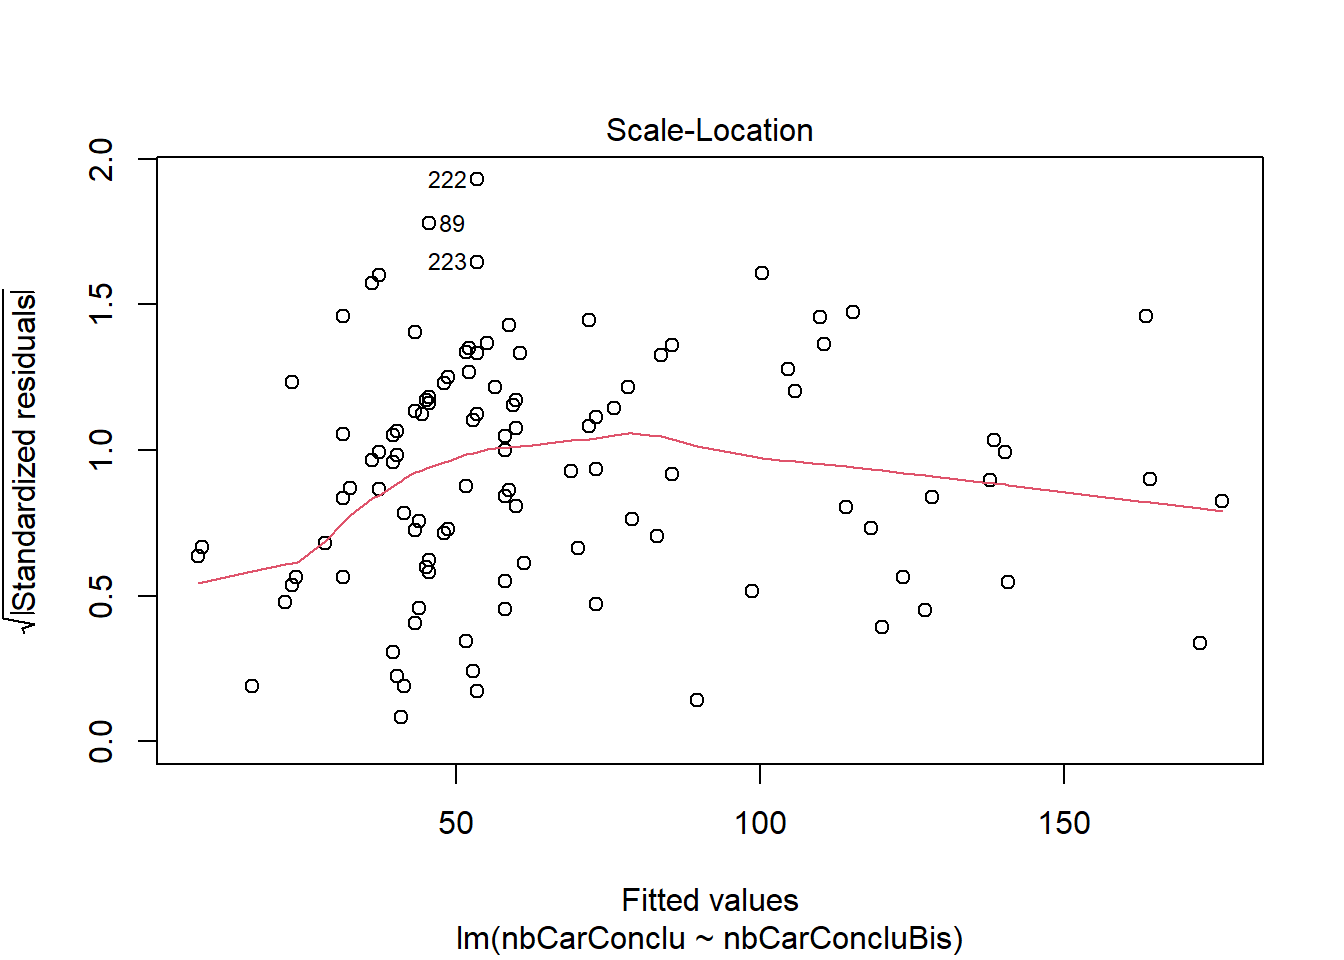 Scale-Location
√|Standardized residuals|
2.0
1.5
1.0
0.5
0.0
222
89
223
50 100 150
Fitted values
lm(nbCarConclu ~ nbCarConcluBis)